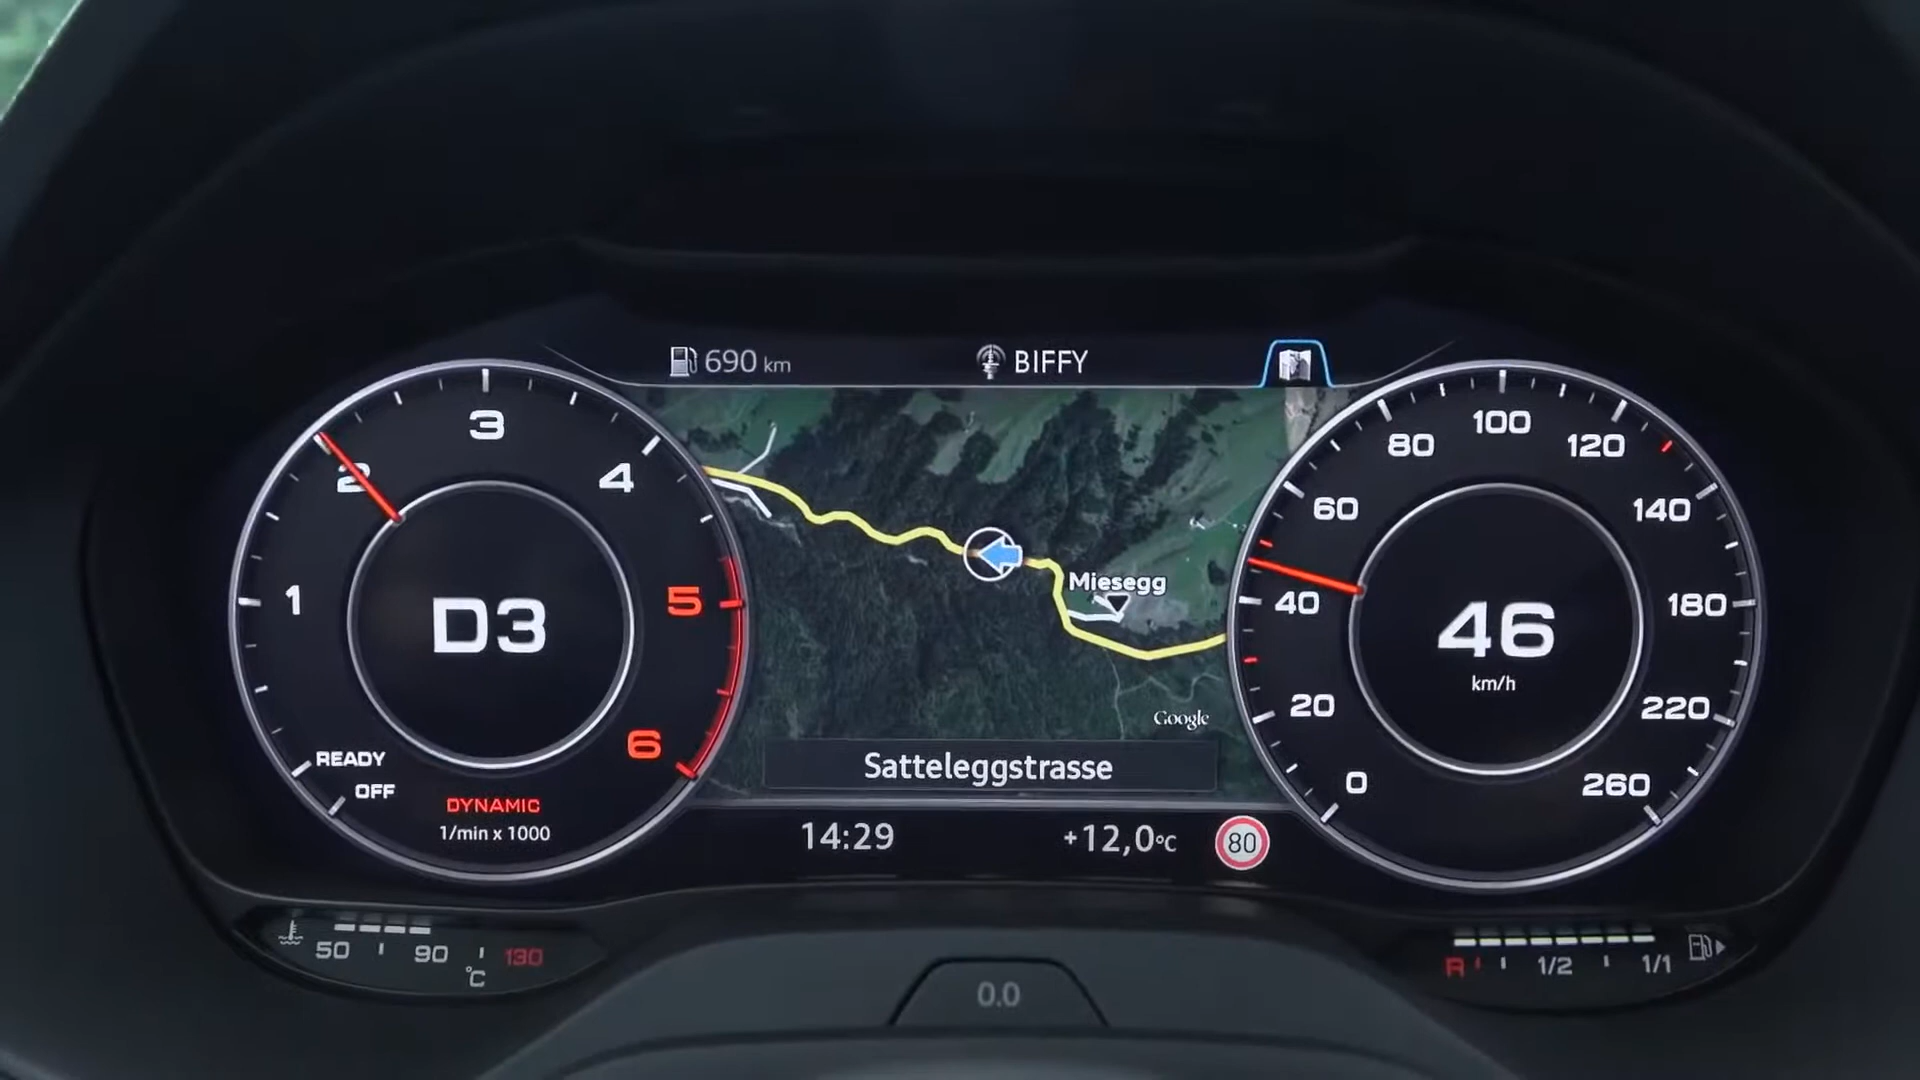 690 km
BIFFY
1
2
3
4
5
6
READY
OFF
D3
DYNAMIC
1/min x 1000
Miesegg
Google
Satteleggstrasse
14:29
+12,0°C
80
0
20
40
60
80
100
120
140
180
220
260
46
km/h
50 90 130
°C
0.0
R 1/2 1/1